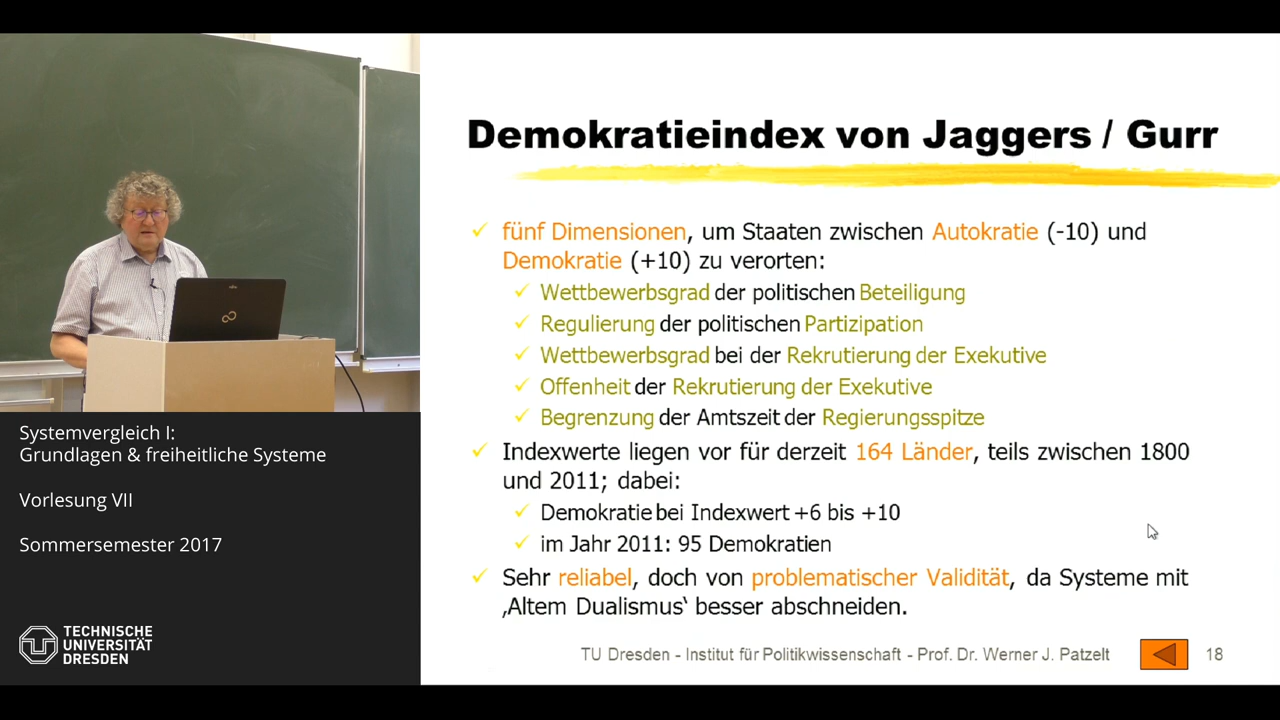 Demokratieindex von Jaggers / Gurr
fünf Dimensionen, um Staaten zwischen Autokratie (-10) und
Demokratie (+10) zu verorten:
Wettbewerbsgrad der politischen Beteiligung
Regulierung der politischen Partizipation
Wettbewerbsgrad bei der Rekrutierung der Exekutive
Offenheit der Rekrutierung der Exekutive
Begrenzung der Amtszeit der Regierungsspitze
Indexwerte liegen vor für derzeit 164 Länder, teils zwischen 1800
und 2011; dabei:
Demokratie bei Indexwert +6 bis +10
im Jahr 2011: 95 Demokratien
Sehr reliabel, doch von problematischer Validität, da Systeme mit
‚Altem Dualismus‘ besser abschneiden.
TU Dresden - Institut für Politikwissenschaft - Prof. Dr. Werner J. Patzelt
18
Systemvergleich I:
Grundlagen & freiheitliche Systeme
Vorlesung VII
Sommersemester 2017
TECHNISCHE
UNIVERSITÄT
DRESDEN